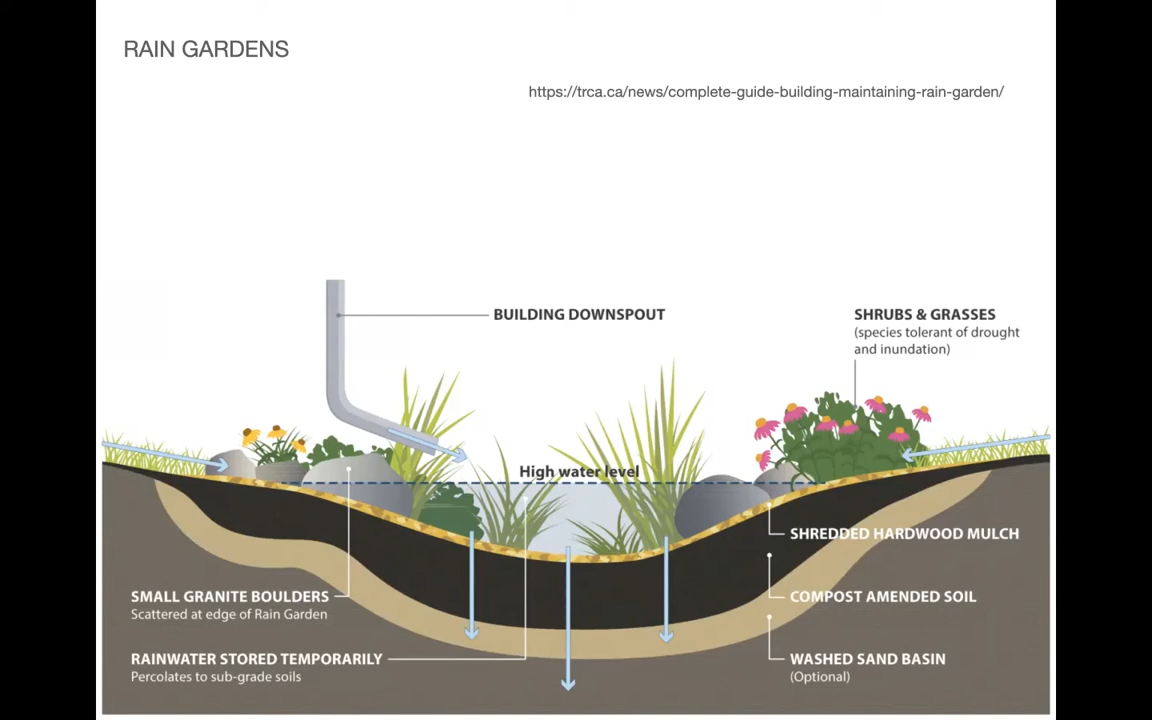 RAIN GARDENS
https://trca.ca/news/complete-guide-building-maintaining-rain-garden/
BUILDING DOWNSPOUT
SHRUBS & GRASSES
(species tolerant of drought
and inundation)
High water level
SHREDDED HARDWOOD MULCH
SMALL GRANITE BOULDERS
Scattered at edge of Rain Garden
COMPOST AMENDED SOIL
RAINWATER STORED TEMPORARILY
Percolates to sub-grade soils
WASHED SAND BASIN
(Optional)